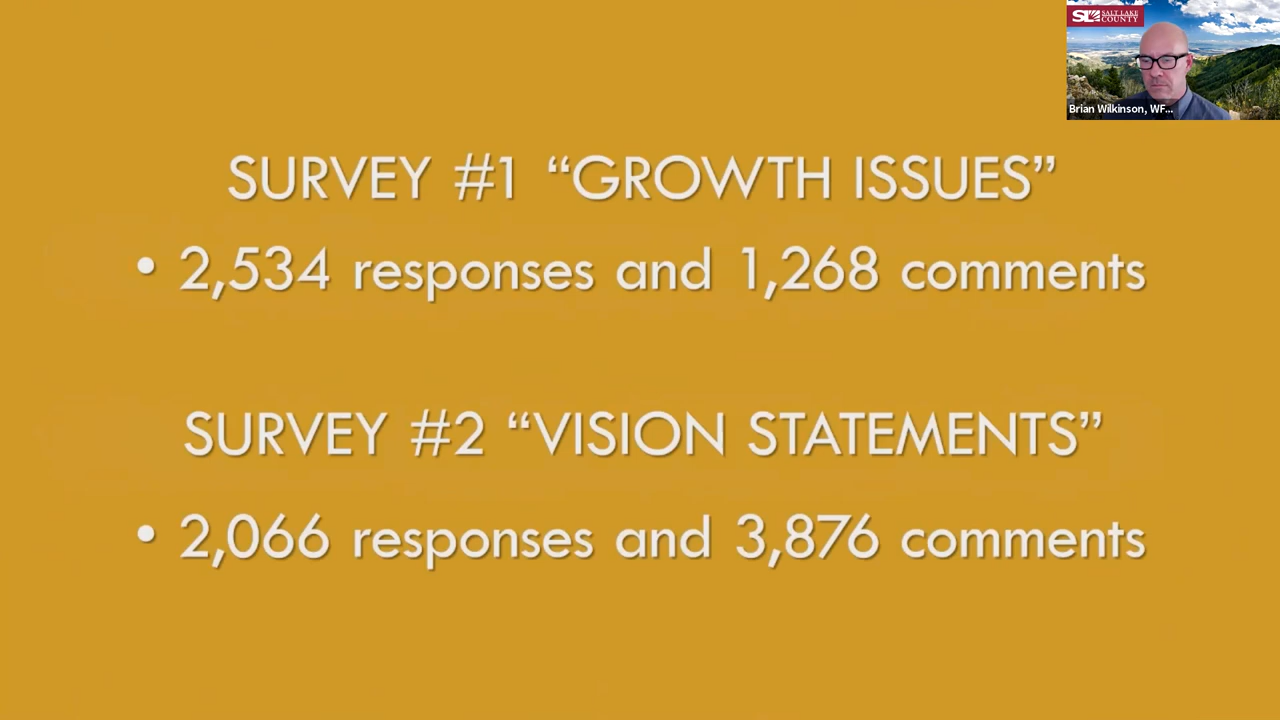 SL SALT LAKE
COUNTY
Brian Wilkinson, WF...
SURVEY #1 “GROWTH ISSUES”
• 2,534 responses and 1,268 comments
SURVEY #2 “VISION STATEMENTS”
• 2,066 responses and 3,876 comments